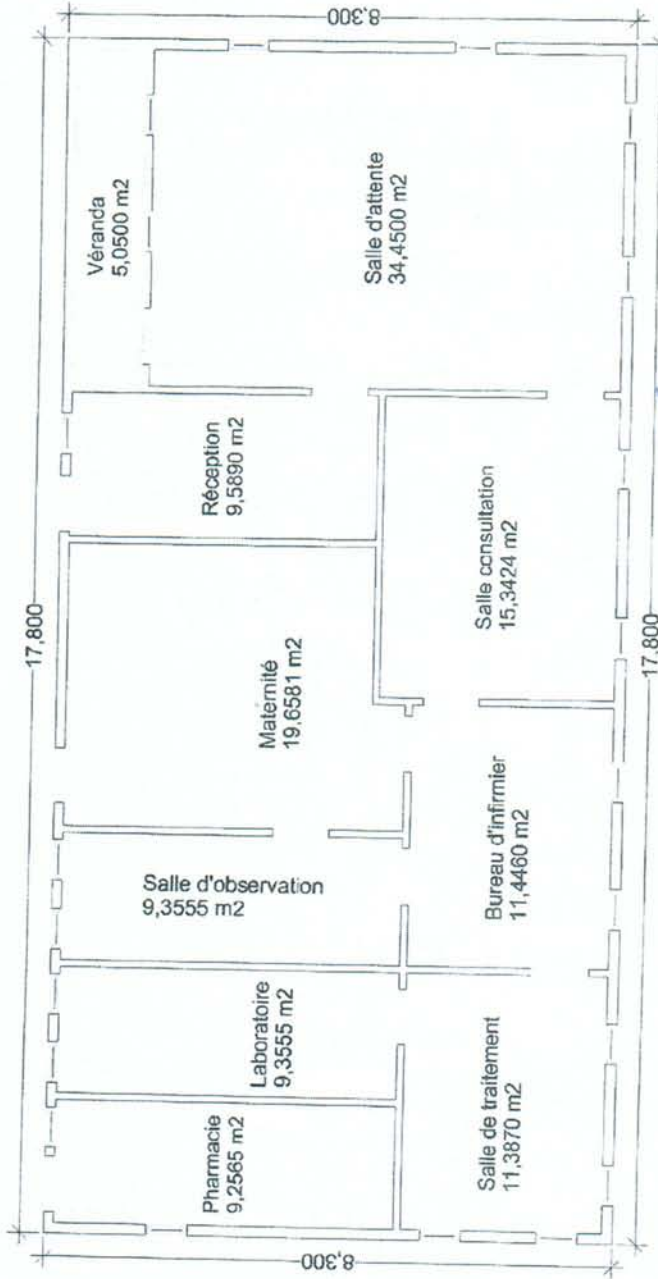 17,800
8,300
Véranda
5,0500 m2
Réception
9,5890 m2
Salle d'attente
34,4500 m2
Maternité
19,6581 m2
Salle consultation
15,3424 m2
Salle d'observation
9,3555 m2
Bureau d'infirmier
11,4460 m2
Laboratoire
9,3555 m2
Pharmacie
9,2565 m2
Salle de traitement
11,3870 m2
8,300
17,800